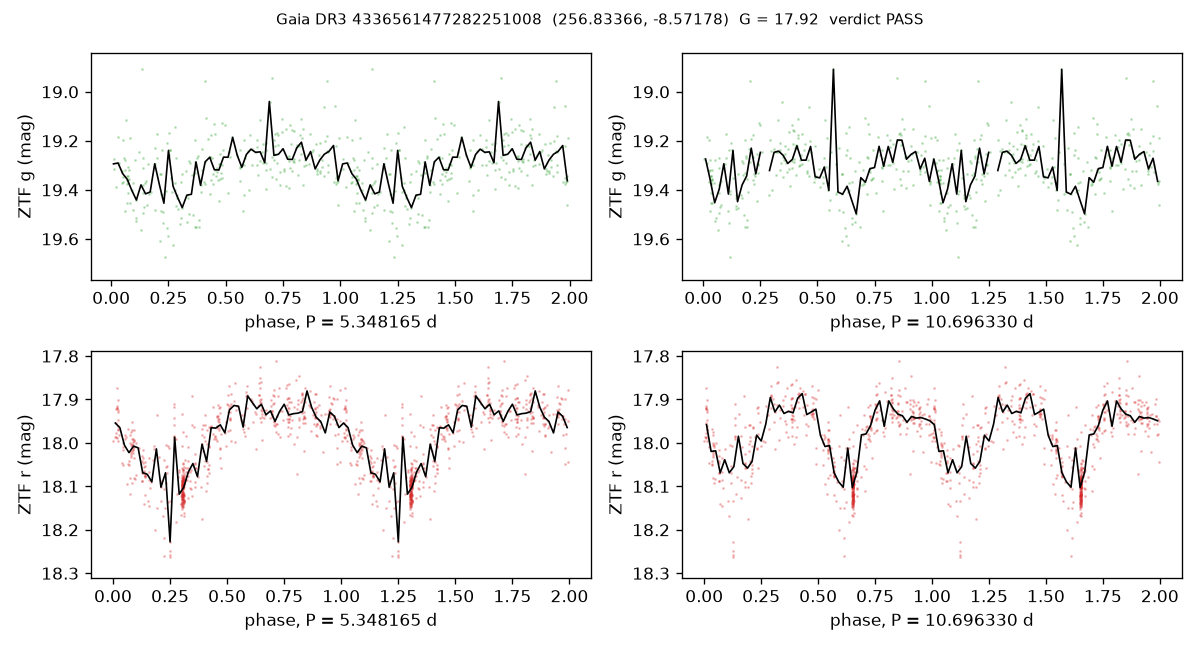 Gaia DR3 4336561477282251008  (256.83366, -8.57178)  G = 17.92  verdict PASS
ZTF g (mag)
19.0
19.2
19.4
19.6
0.00 0.25 0.50 0.75 1.00 1.25 1.50 1.75 2.00
phase, P = 5.348165 d
ZTF g (mag)
19.0
19.2
19.4
19.6
0.00 0.25 0.50 0.75 1.00 1.25 1.50 1.75 2.00
phase, P = 10.696330 d
ZTF r (mag)
17.8
17.9
18.0
18.1
18.2
18.3
0.00 0.25 0.50 0.75 1.00 1.25 1.50 1.75 2.00
phase, P = 5.348165 d
ZTF r (mag)
17.8
17.9
18.0
18.1
18.2
18.3
0.00 0.25 0.50 0.75 1.00 1.25 1.50 1.75 2.00
phase, P = 10.696330 d